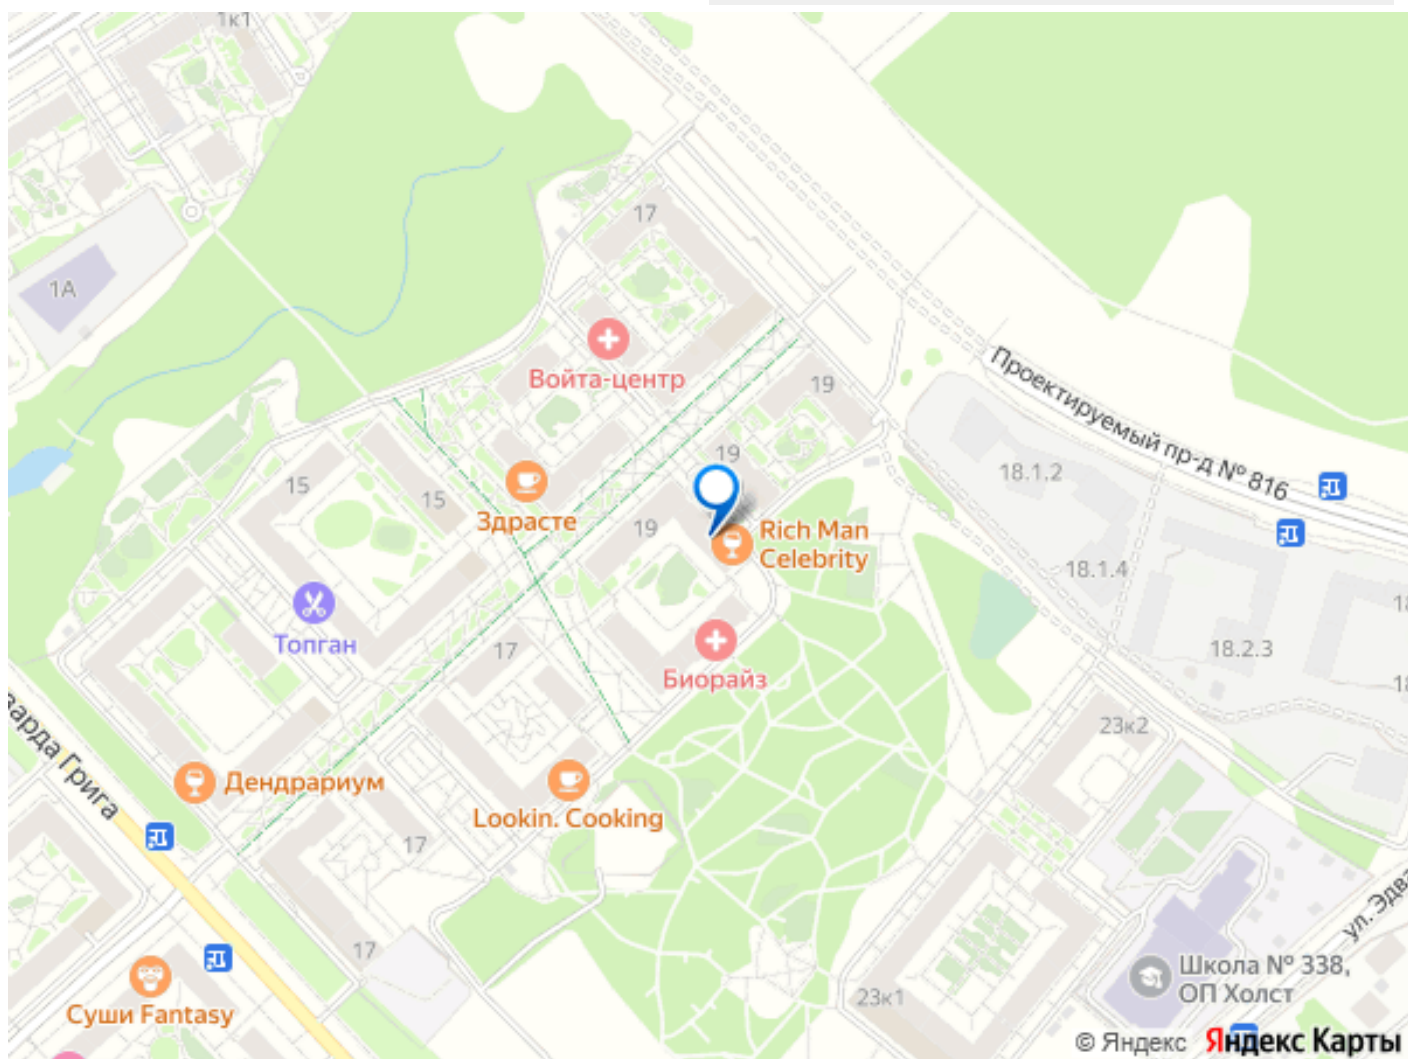 1к1
17
1А
Войта-центр
19
Проектируемый пр-д № 816
19
18.1.2
15
15
Здрасте
19
Rich Man
Celebrity
18.1.4
Топган
17
Биорайз
18.2.3
23к2
варда Грига
Дендрариум
Lookin. Cooking
17
17
ул. Эдва
Школа № 338,
ОП Холст
23к1
Суши Fantasy
© Яндекс Яндекс Карты